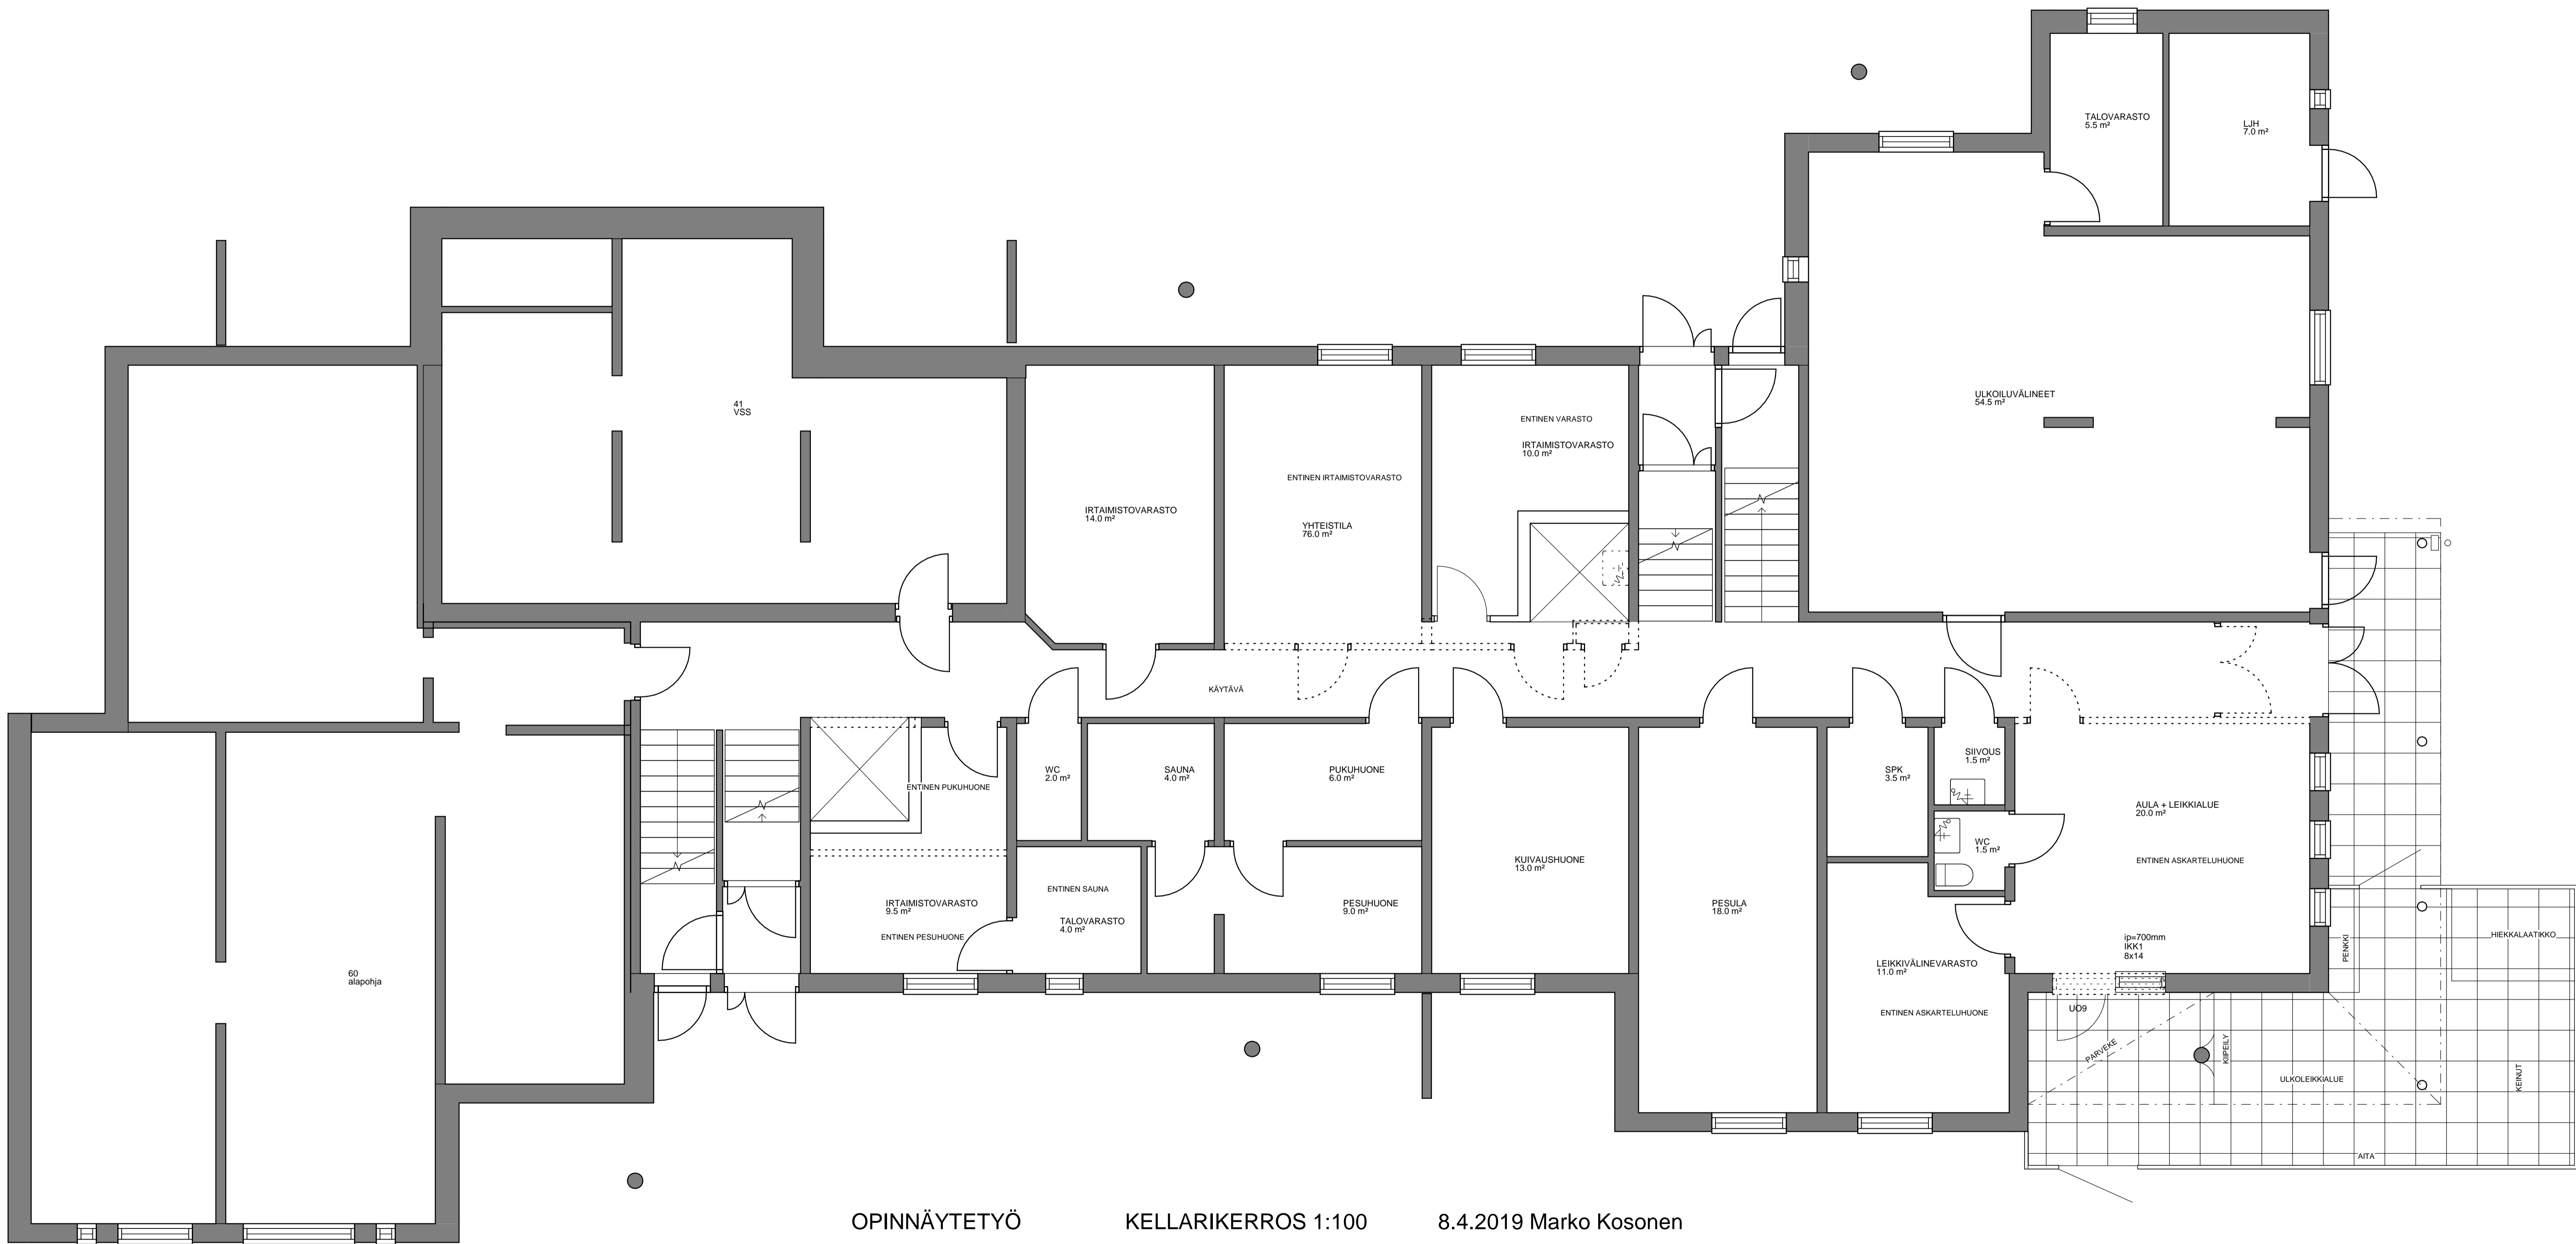 TALOVARASTO
5.5 m²
LJH
7.0 m²
41
VSS
ULKOILUVÄLINEET
54.5 m²
ENTINEN VARASTO
IRTAIMISTOVARASTO
10.0 m²
ENTINEN IRTAIMISTOVARASTO
IRTAIMISTOVARASTO
14.0 m²
YHTEISTILA
76.0 m²
KÄYTÄVÄ
WC
2.0 m²
SAUNA
4.0 m²
PUKUHUONE
6.0 m²
SPK
3.5 m²
SIIVOUS
1.5 m²
ENTINEN PUKUHUONE
AULA + LEIKKIALUE
20.0 m²
WC
1.5 m²
KUIVAUSHUONE
13.0 m²
ENTINEN ASKARTELUHUONE
ENTINEN SAUNA
IRTAIMISTOVARASTO
9.5 m²
PESUHUONE
9.0 m²
PESULA
18.0 m²
TALOVARASTO
4.0 m²
ENTINEN PESUHUONE
ip=700mm
IKK1
8x14
PENKKI
HIEKKALAATIKKO
LEIKKIVÄLINEVARASTO
11.0 m²
60
alapohja
UO9
ENTINEN ASKARTELUHUONE
PARVEKE
KIIPEILY
ULKOLEIKKIALUE
KEINUT
AITA
OPINNÄYTETYÖ KELLARIKERROS 1:100 8.4.2019 Marko Kosonen